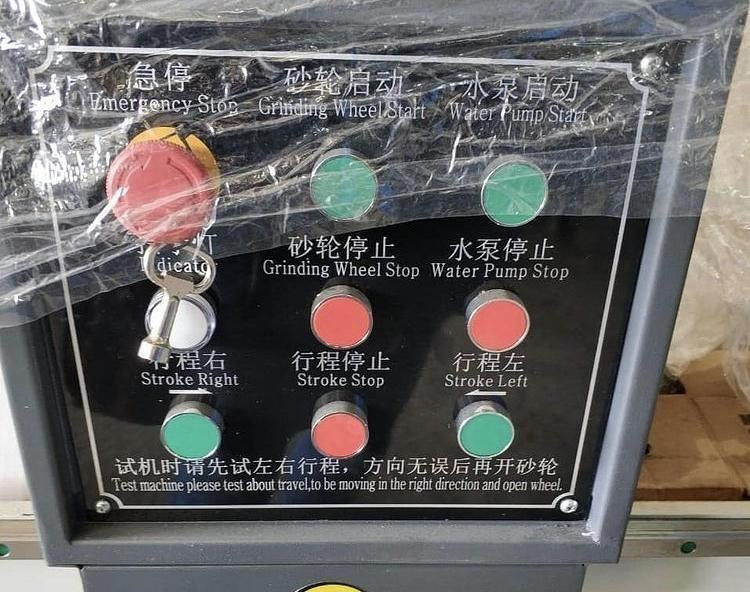 急停 砂轮启动 水泵启动
Emergency Stop Grinding Wheel Start Water Pump Start
砂轮停止 水泵停止
Grinding Wheel Stop Water Pump Stop
行程右 行程停止 行程左
Stroke Right Stroke Stop Stroke Left
试机时请先试左右行程，方向无误后再开砂轮
Test machine please test about travel,to be moving in the right direction and open wheel.